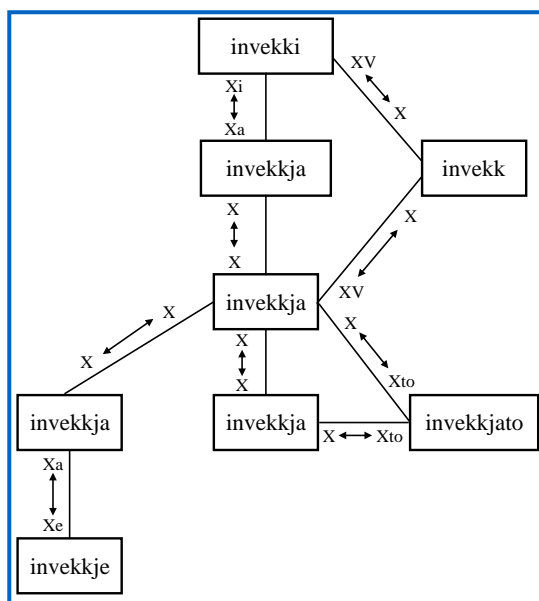 invekki
XV
Xi
X
Xa
invekkja
invekk
X
X
X
XV
invekkja
X
X
X
X
X
Xto
invekkja
invekkja
invekkjato
X
Xto
Xa
Xe
invekkje